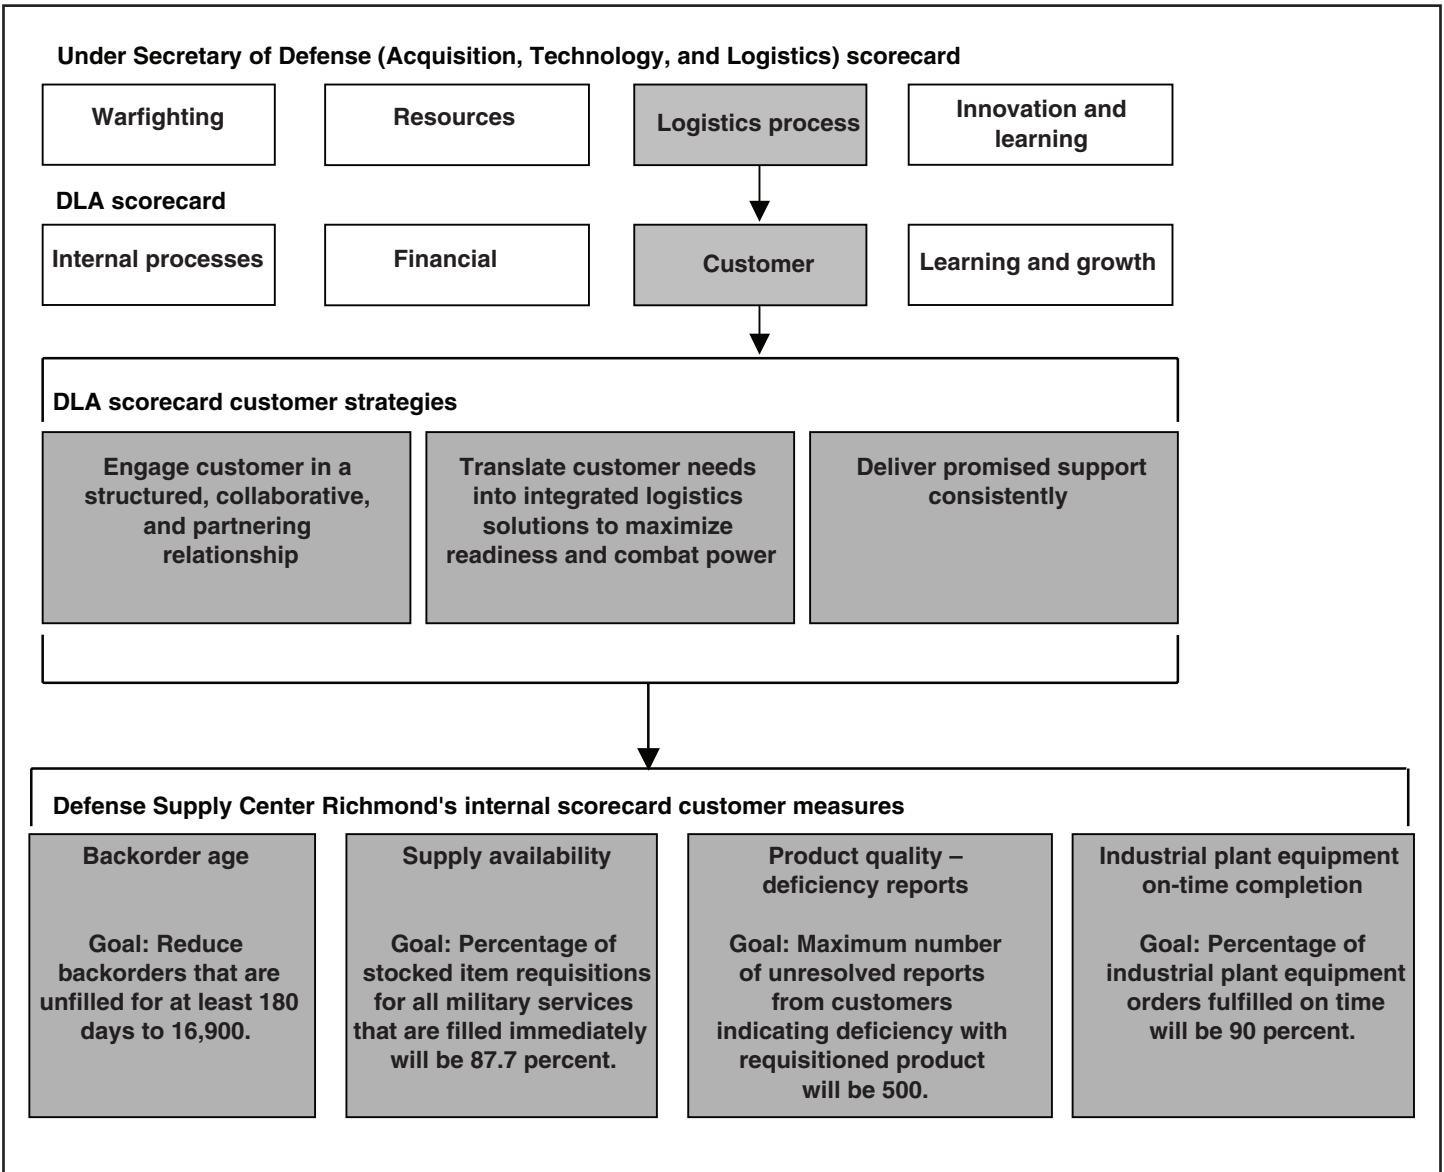 Under Secretary of Defense (Acquisition, Technology, and Logistics) scorecard
Warfighting
Resources
Logistics process
Innovation and
learning
DLA scorecard
Internal processes
Financial
Customer
Learning and growth
DLA scorecard customer strategies
Engage customer in a
structured, collaborative,
and partnering
relationship
Translate customer needs
into integrated logistics
solutions to maximize
readiness and combat power
Deliver promised support
consistently
Defense Supply Center Richmond's internal scorecard customer measures
Backorder age
Goal: Reduce
backorders that are
unfilled for at least 180
days to 16,900.
Supply availability
Goal: Percentage of
stocked item requisitions
for all military services
that are filled immediately
will be 87.7 percent.
Product quality –
deficiency reports
Goal: Maximum number
of unresolved reports
from customers
indicating deficiency with
requisitioned product
will be 500.
Industrial plant equipment
on-time completion
Goal: Percentage of
industrial plant equipment
orders fulfilled on time
will be 90 percent.